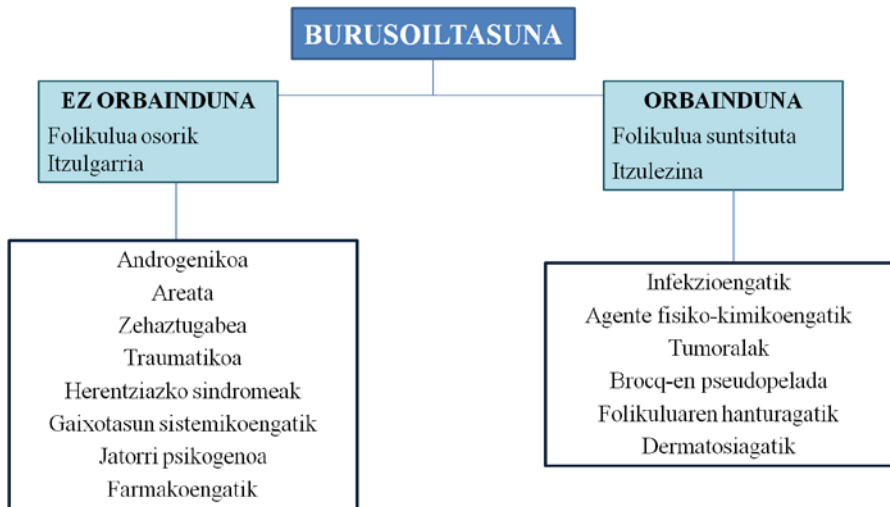 BURUSOILTASUNA
EZ ORBAINDUNA
Folikulua osorik
Itzulgarria
ORBAINDUNA
Folikulua suntsituta
Itzulezina
Androgenikoa
Areata
Zehaztugabea
Traumatikoa
Herentziazko sindromeak
Gaixotasun sistemikoengatik
Jatorri psikogenoa
Farmakoengatik
Infekzioengatik
Agente fisiko-kimikoengatik
Tumoralak
Brocq-en pseudopelada
Folikuluaren hanturagatik
Dermatosiagatik